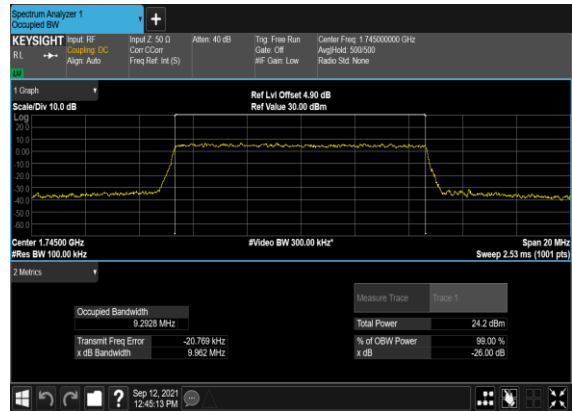 Spectrum Analyzer 1
Occupied BW
+
KEYSIGHT Input: RF Input Z: 50 Ω Atten: 40 dB Trig: Free Run Center Freq: 1.745000000 GHz
RL Coupling: DC Corr CCorr Gate: Off Avg|Hold: 500/500
Align: Auto Freq Ref: Int (S) #IF Gain: Low Radio Std: None
1 Graph
Ref Lvl Offset 4.90 dB
Scale/Div 10.0 dB Ref Value 30.00 dBm
Log
20.0
10.0
0.00
-10.0
-20.0
-30.0
-40.0
-50.0
-60.0
Center 1.74500 GHz #Video BW 300.00 kHz* Span 20 MHz
#Res BW 100.00 kHz Sweep 2.53 ms (1001 pts)
2 Metrics
Measure Trace Trace 1
Occupied Bandwidth
9.2928 MHz Total Power 24.2 dBm
Transmit Freq Error -20.769 kHz % of OBW Power 99.00 %
x dB Bandwidth 9.962 MHz x dB -26.00 dB
? Sep 12, 2021
12:45:13 PM